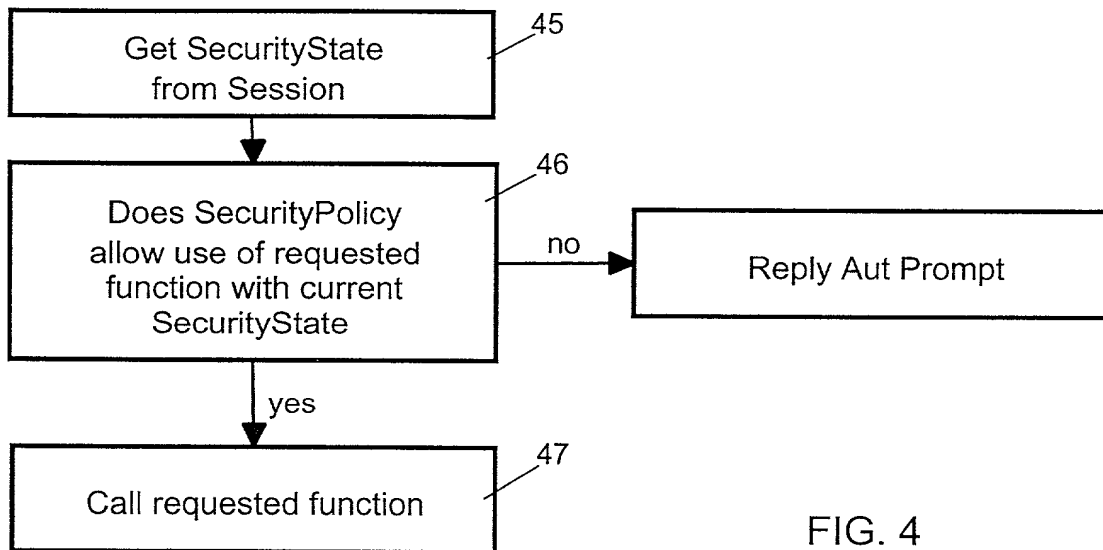 45
Get SecurityState
from Session
46
Does SecurityPolicy
allow use of requested
function with current
SecurityState
no
Reply Aut Prompt
yes
47
Call requested function
FIG. 4